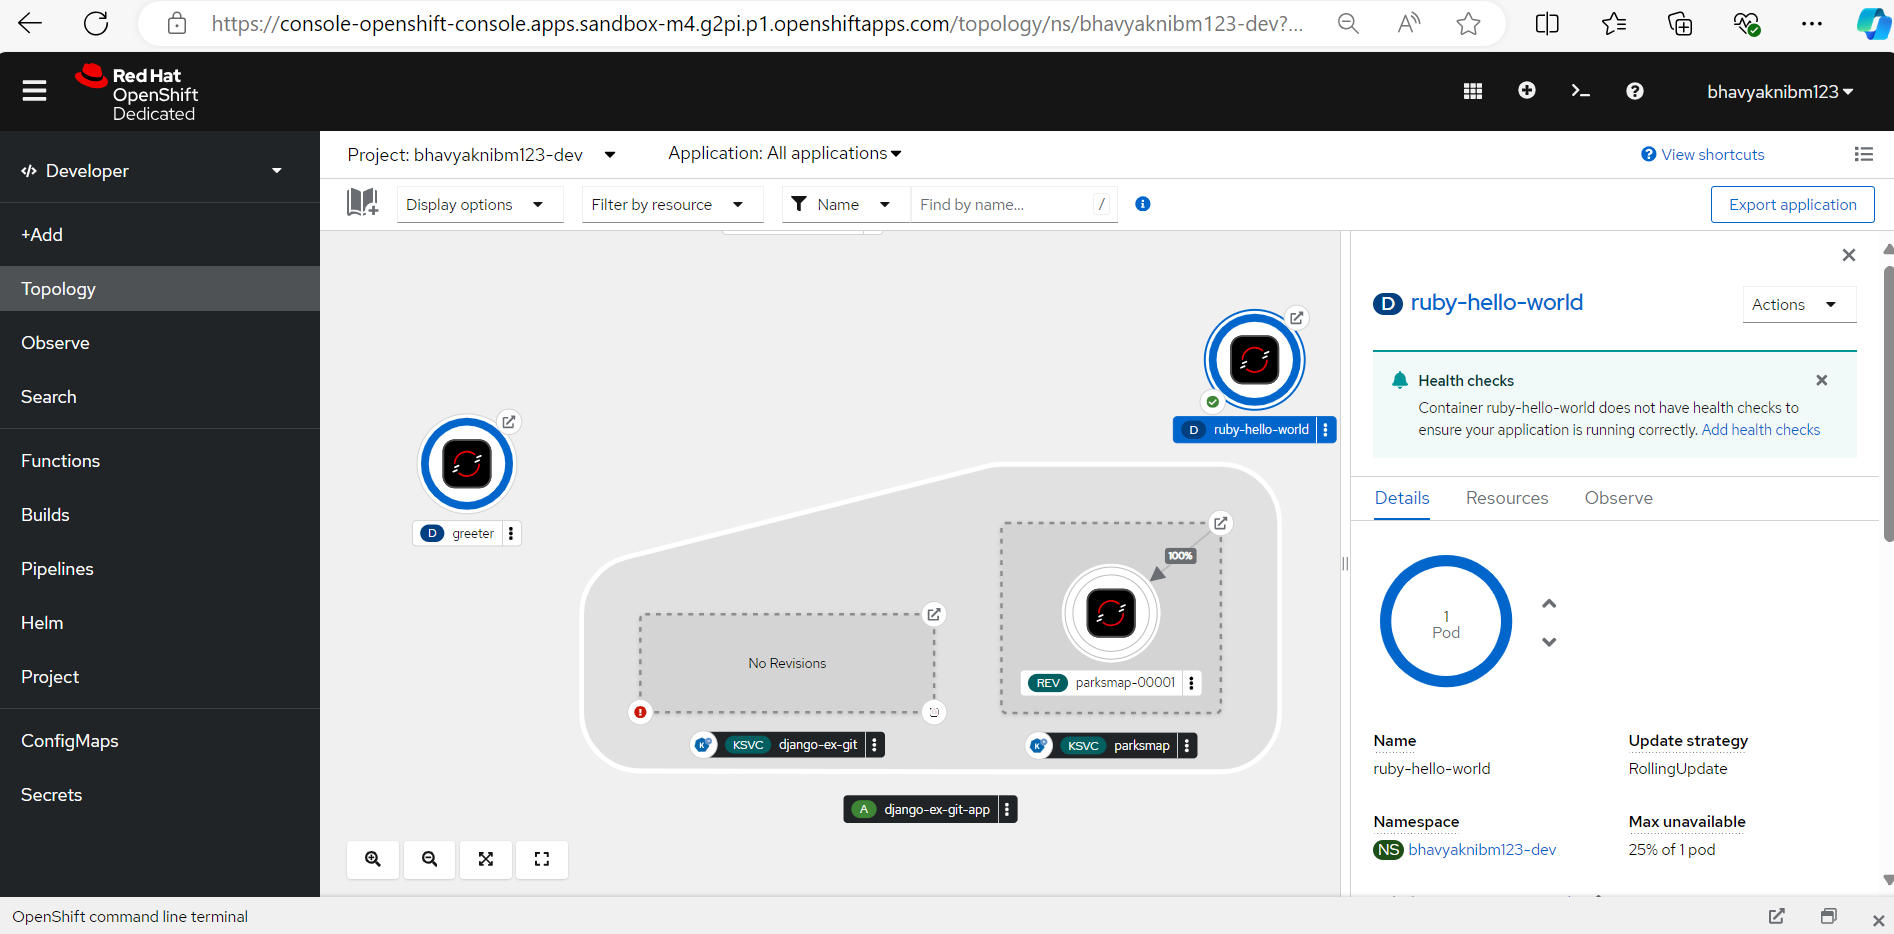 https://console-openshift-console.apps.sandbox-m4.g2pi.p1.openshiftapps.com/topology/ns/bhavyaknibm123-dev?...
Red Hat
OpenShift
Dedicated
bhavyaknibm123
Developer
+Add
Topology
Observe
Search
Functions
Builds
Pipelines
Helm
Project
ConfigMaps
Secrets
Project: bhavyaknibm123-dev
Application: All applications
View shortcuts
Display options
Filter by resource
Name
Find by name...
/
Export application
D greeter
D ruby-hello-world
100%
No Revisions
REV parksmap-00001
KSVC django-ex-git
KSVC parksmap
A django-ex-git-app
D ruby-hello-world
Actions
Health checks
Container ruby-hello-world does not have health checks to
ensure your application is running correctly. Add health checks
Details
Resources
Observe
1
Pod
Name
ruby-hello-world
Update strategy
RollingUpdate
Namespace
NS bhavyaknibm123-dev
Max unavailable
25% of 1 pod
OpenShift command line terminal